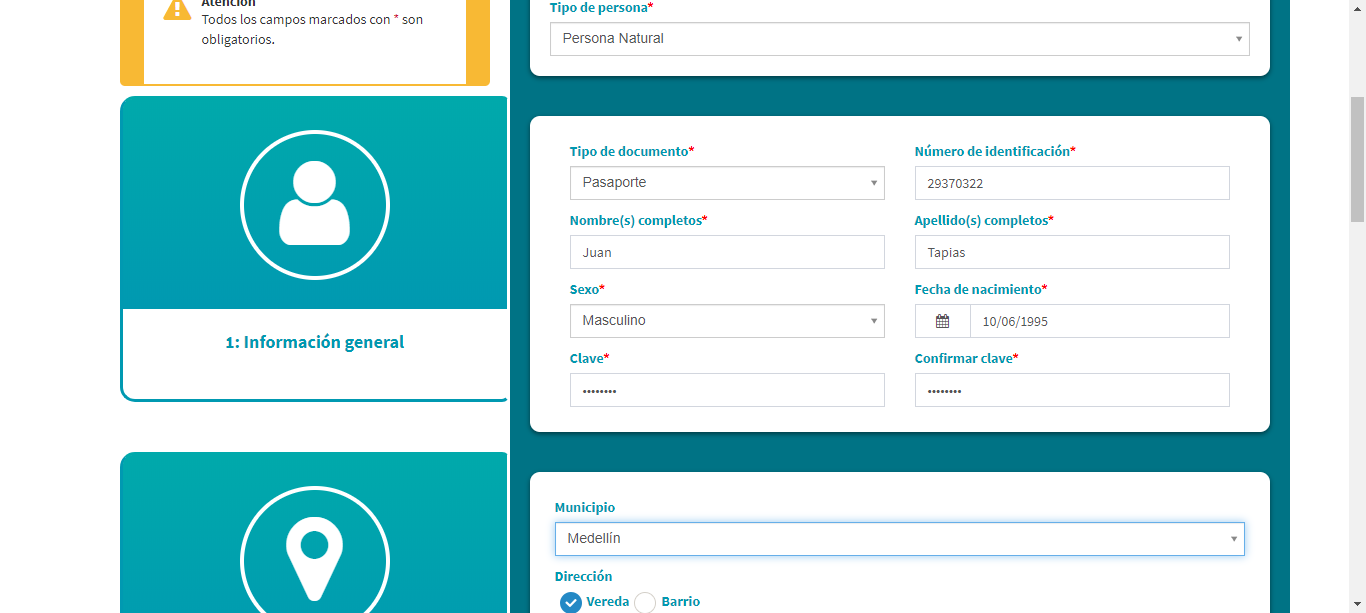 Atención
Todos los campos marcados con * son
obligatorios.
Tipo de persona*
Persona Natural
1: Información general
Tipo de documento*
Pasaporte
Número de identificación*
29370322
Nombre(s) completos*
Juan
Apellido(s) completos*
Tapias
Sexo*
Masculino
Fecha de nacimiento*
10/06/1995
Clave*
••••••••
Confirmar clave*
••••••••
Municipio
Medellín
Dirección
Vereda Barrio